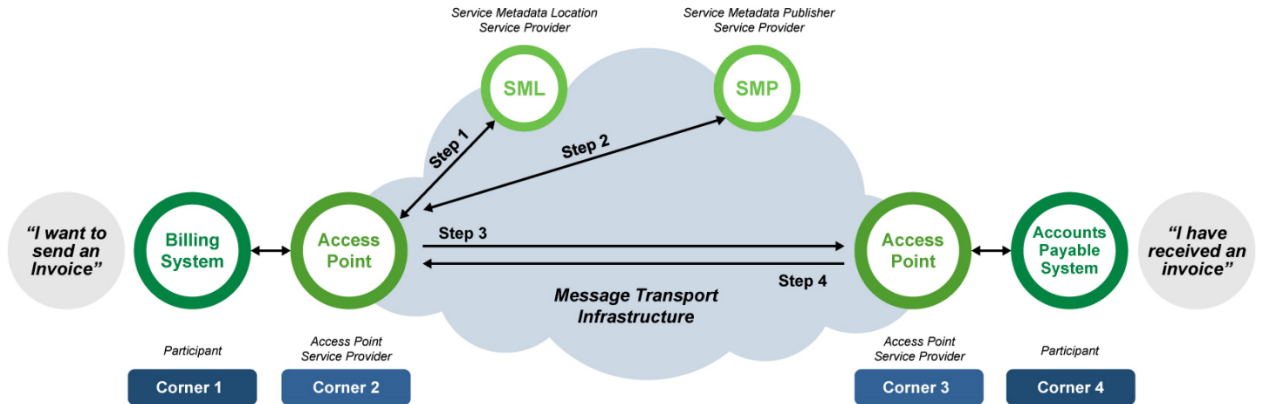 Service Metadata Location
Service Provider
Service Metadata Publisher
Service Provider
SML
SMP
Step 1
Step 2
“I want to
send an
Invoice”
Billing
System
Access
Point
Step 3
Step 4
Message Transport
Infrastructure
Access
Point
Accounts
Payable
System
“I have
received an
invoice”
Participant
Access Point
Service Provider
Access Point
Service Provider
Participant
Corner 1
Corner 2
Corner 3
Corner 4